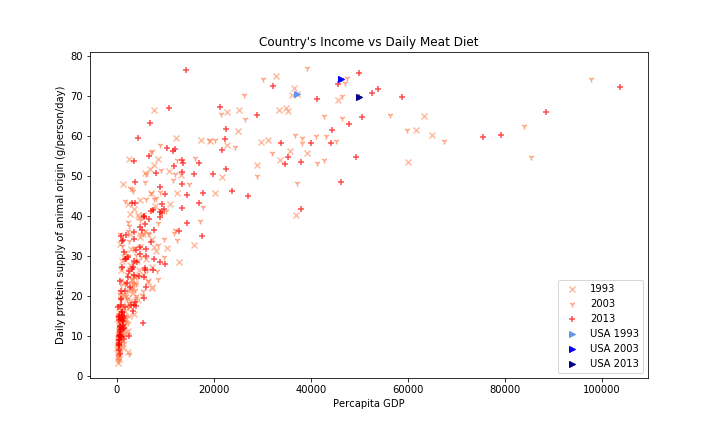 Country's Income vs Daily Meat Diet
Daily protein supply of animal origin (g/person/day)
80
70
60
50
40
30
20
10
0
0 20000 40000 60000 80000 100000
Percapita GDP
1993
2003
2013
USA 1993
USA 2003
USA 2013